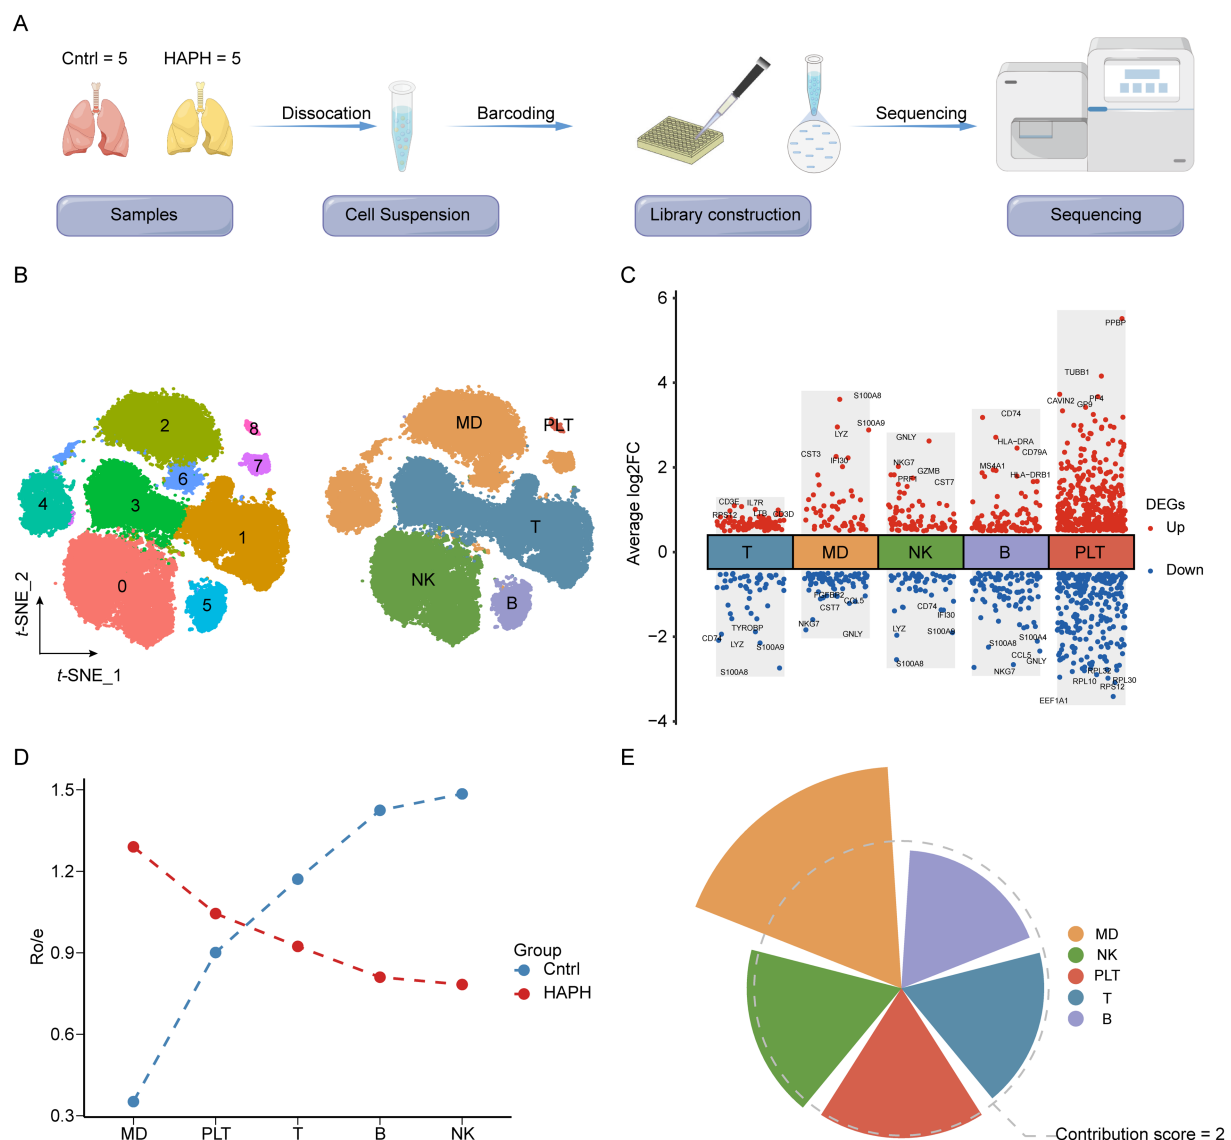 A
Cntrl = 5
HAPH = 5
Dissocation
Barcoding
Sequencing
Samples
Cell Suspension
Library construction
Sequencing
B
2
8
7
6
4
3
1
0
5
t-SNE_2
t-SNE_1
MD
PLT
T
NK
B
C
Average log2FC
6
4
2
0
−2
−4
PPBP
TUBB1
CAVIN2
PF4
GP9
S100A8
LYZ
S100A9
CST3
IFI30
GNLY
NKG7
GZMB
PRF1
CST7
CD74
HLA−DRA
CD79A
MS4A1
HLA−DRB1
CD3E
IL7R
RPS12
LTB
CD3D
T
MD
NK
B
PLT
CST7
CCL5
NKG7
GNLY
CD74
IFI30
LYZ
S100A9
S100A8
TYROBP
CD74
LYZ
S100A9
S100A8
S100A8
S100A4
CCL5
GNLY
NKG7
RPL32
RPL10
RPL30
RPS12
EEF1A1
DEGs
Up
Down
D
Ro/e
1.5
1.2
0.9
0.6
0.3
MD
PLT
T
B
NK
Group
Cntrl
HAPH
E
MD
NK
PLT
T
B
Contribution score = 2